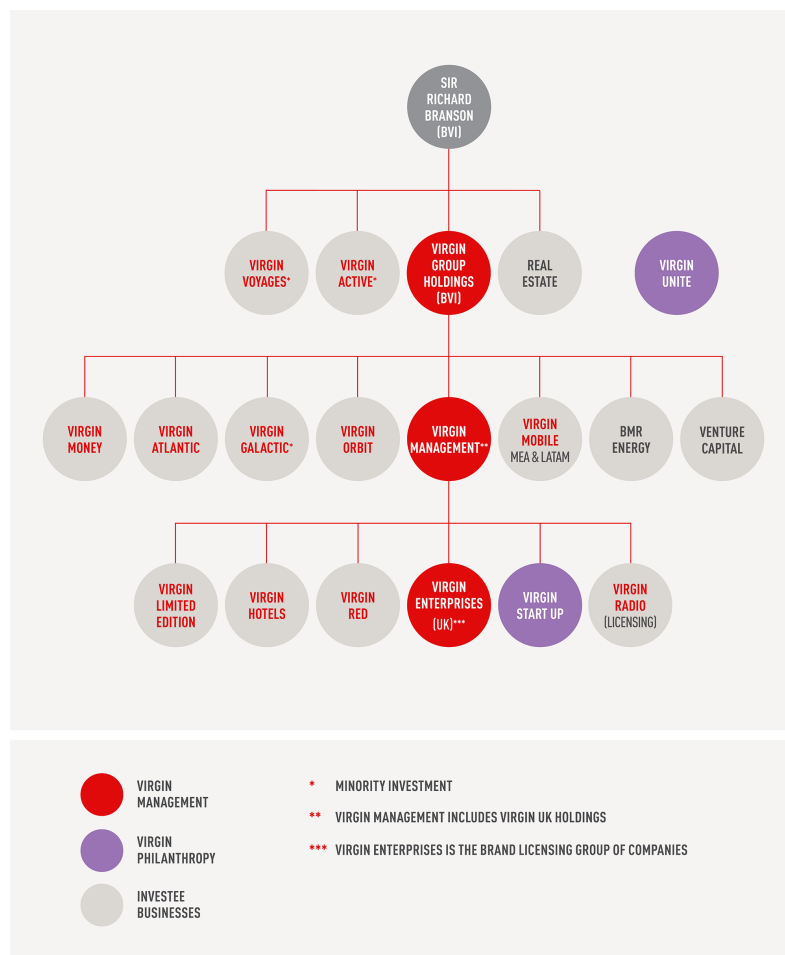 SIR
RICHARD
BRANSON
(BVI)
VIRGIN
VOYAGES*
VIRGIN
ACTIVE*
VIRGIN
GROUP
HOLDINGS
(BVI)
REAL
ESTATE
VIRGIN
UNITE
VIRGIN
MONEY
VIRGIN
ATLANTIC
VIRGIN
GALACTIC*
VIRGIN
ORBIT
VIRGIN
MANAGEMENT**
VIRGIN
MOBILE
MEA & LATAM
BMR
ENERGY
VENTURE
CAPITAL
VIRGIN
LIMITED
EDITION
VIRGIN
HOTELS
VIRGIN
RED
VIRGIN
ENTERPRISES
(UK)***
VIRGIN
START UP
VIRGIN
RADIO
(LICENSING)
VIRGIN
MANAGEMENT
VIRGIN
PHILANTHROPY
INVESTEE
BUSINESSES
* MINORITY INVESTMENT
** VIRGIN MANAGEMENT INCLUDES VIRGIN UK HOLDINGS
*** VIRGIN ENTERPRISES IS THE BRAND LICENSING GROUP OF COMPANIES